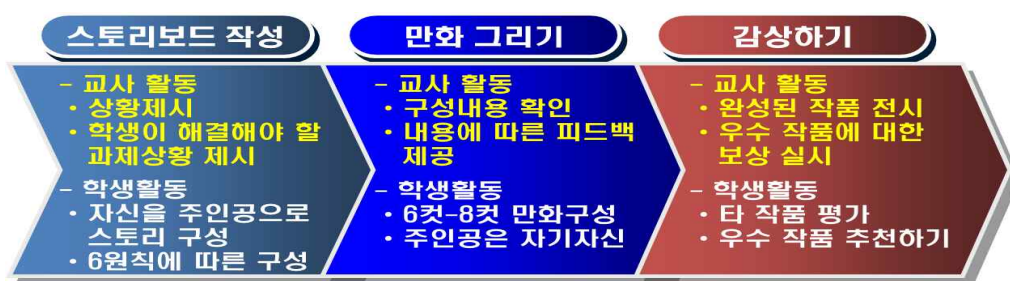 스토리보드 작성
– 교사 활동
• 상황제시
• 학생이 해결해야 할
과제상황 제시
– 학생활동
• 자신을 주인공으로
스토리 구성
• 6원칙에 따른 구성
만화 그리기
– 교사 활동
• 구성내용 확인
• 내용에 따른 피드백
제공
– 학생활동
• 6컷-8컷 만화구성
• 주인공은 자기자신
감상하기
– 교사 활동
• 완성된 작품 전시
• 우수 작품에 대한
보상 실시
– 학생활동
• 타 작품 평가
• 우수 작품 추천하기